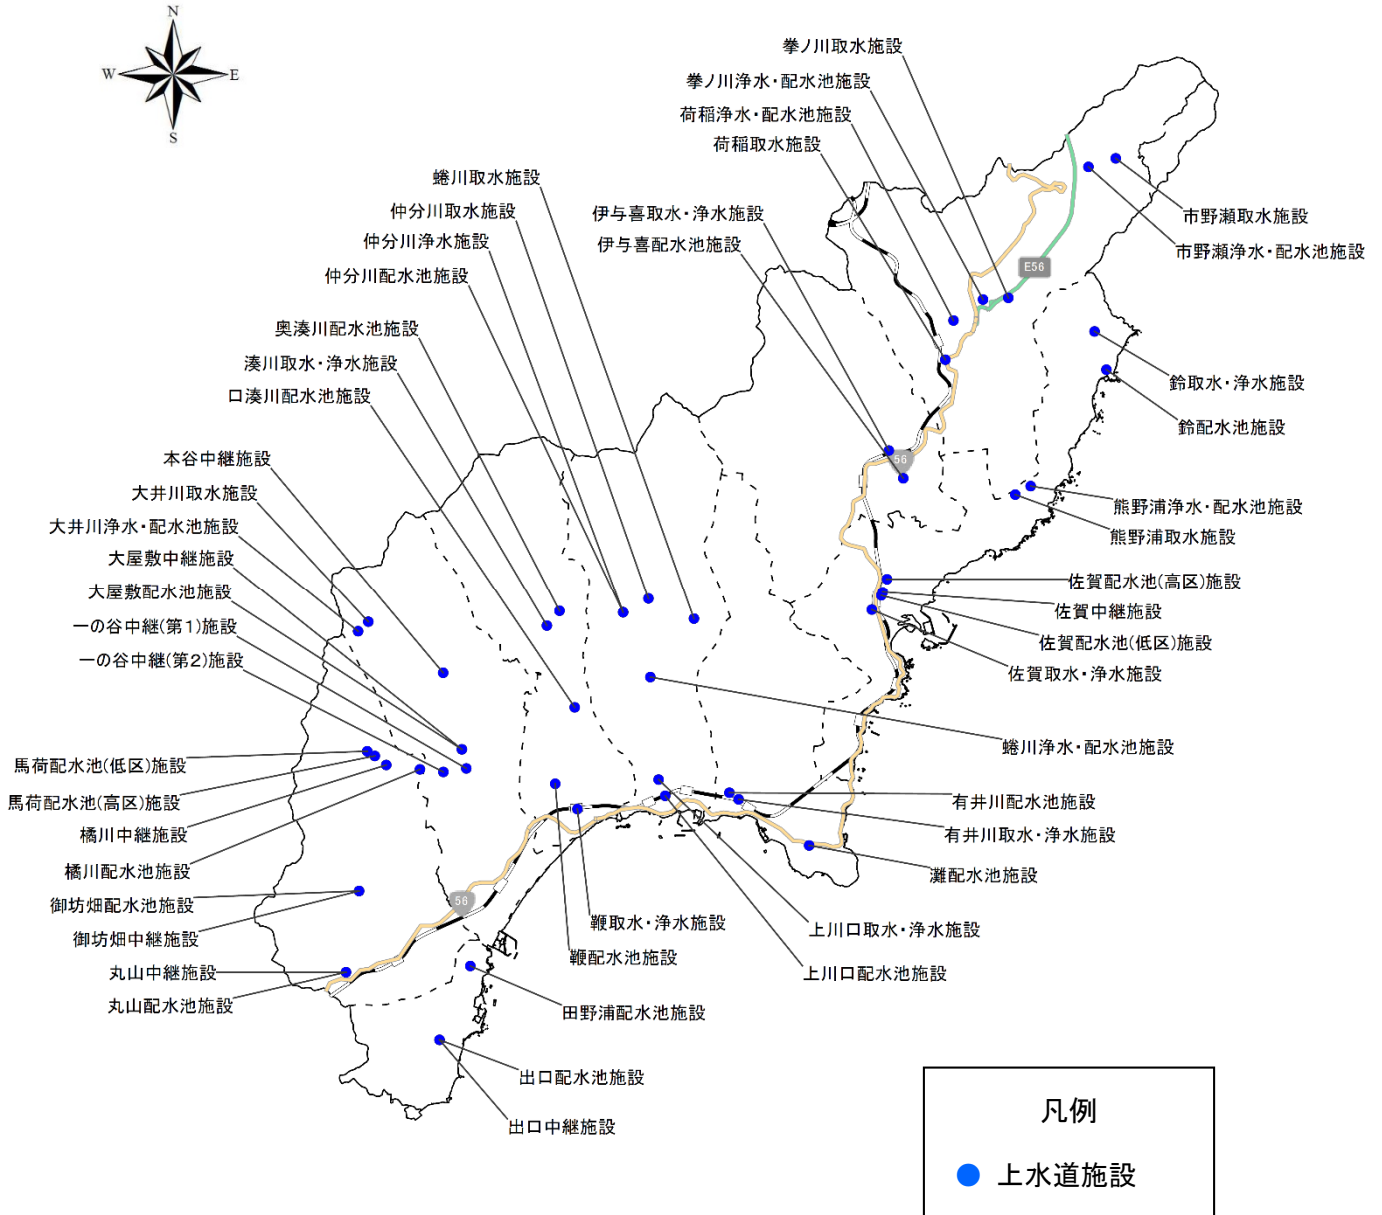 N
W
E
S
拳ノ川取水施設
拳ノ川浄水・配水池施設
荷稲浄水・配水池施設
荷稲取水施設
蜷川取水施設
仲分川取水施設
仲分川浄水施設
仲分川配水池施設
伊与喜取水・浄水施設
伊与喜配水池施設
市野瀬取水施設
市野瀬浄水・配水池施設
E56
奥湊川配水池施設
湊川取水・浄水施設
口湊川配水池施設
鈴取水・浄水施設
鈴配水池施設
本谷中継施設
大井川取水施設
大井川浄水・配水池施設
大屋敷中継施設
大屋敷配水池施設
一の谷中継(第1)施設
一の谷中継(第2)施設
56
熊野浦浄水・配水池施設
熊野浦取水施設
佐賀配水池(高区)施設
佐賀中継施設
佐賀配水池(低区)施設
佐賀取水・浄水施設
蜷川浄水・配水池施設
馬荷配水池(低区)施設
馬荷配水池(高区)施設
橘川中継施設
橘川配水池施設
有井川配水池施設
有井川取水・浄水施設
灘配水池施設
御坊畑配水池施設
御坊畑中継施設
56
鞭取水・浄水施設
鞭配水池施設
上川口取水・浄水施設
上川口配水池施設
丸山中継施設
丸山配水池施設
田野浦配水池施設
出口配水池施設
出口中継施設
凡例
上水道施設